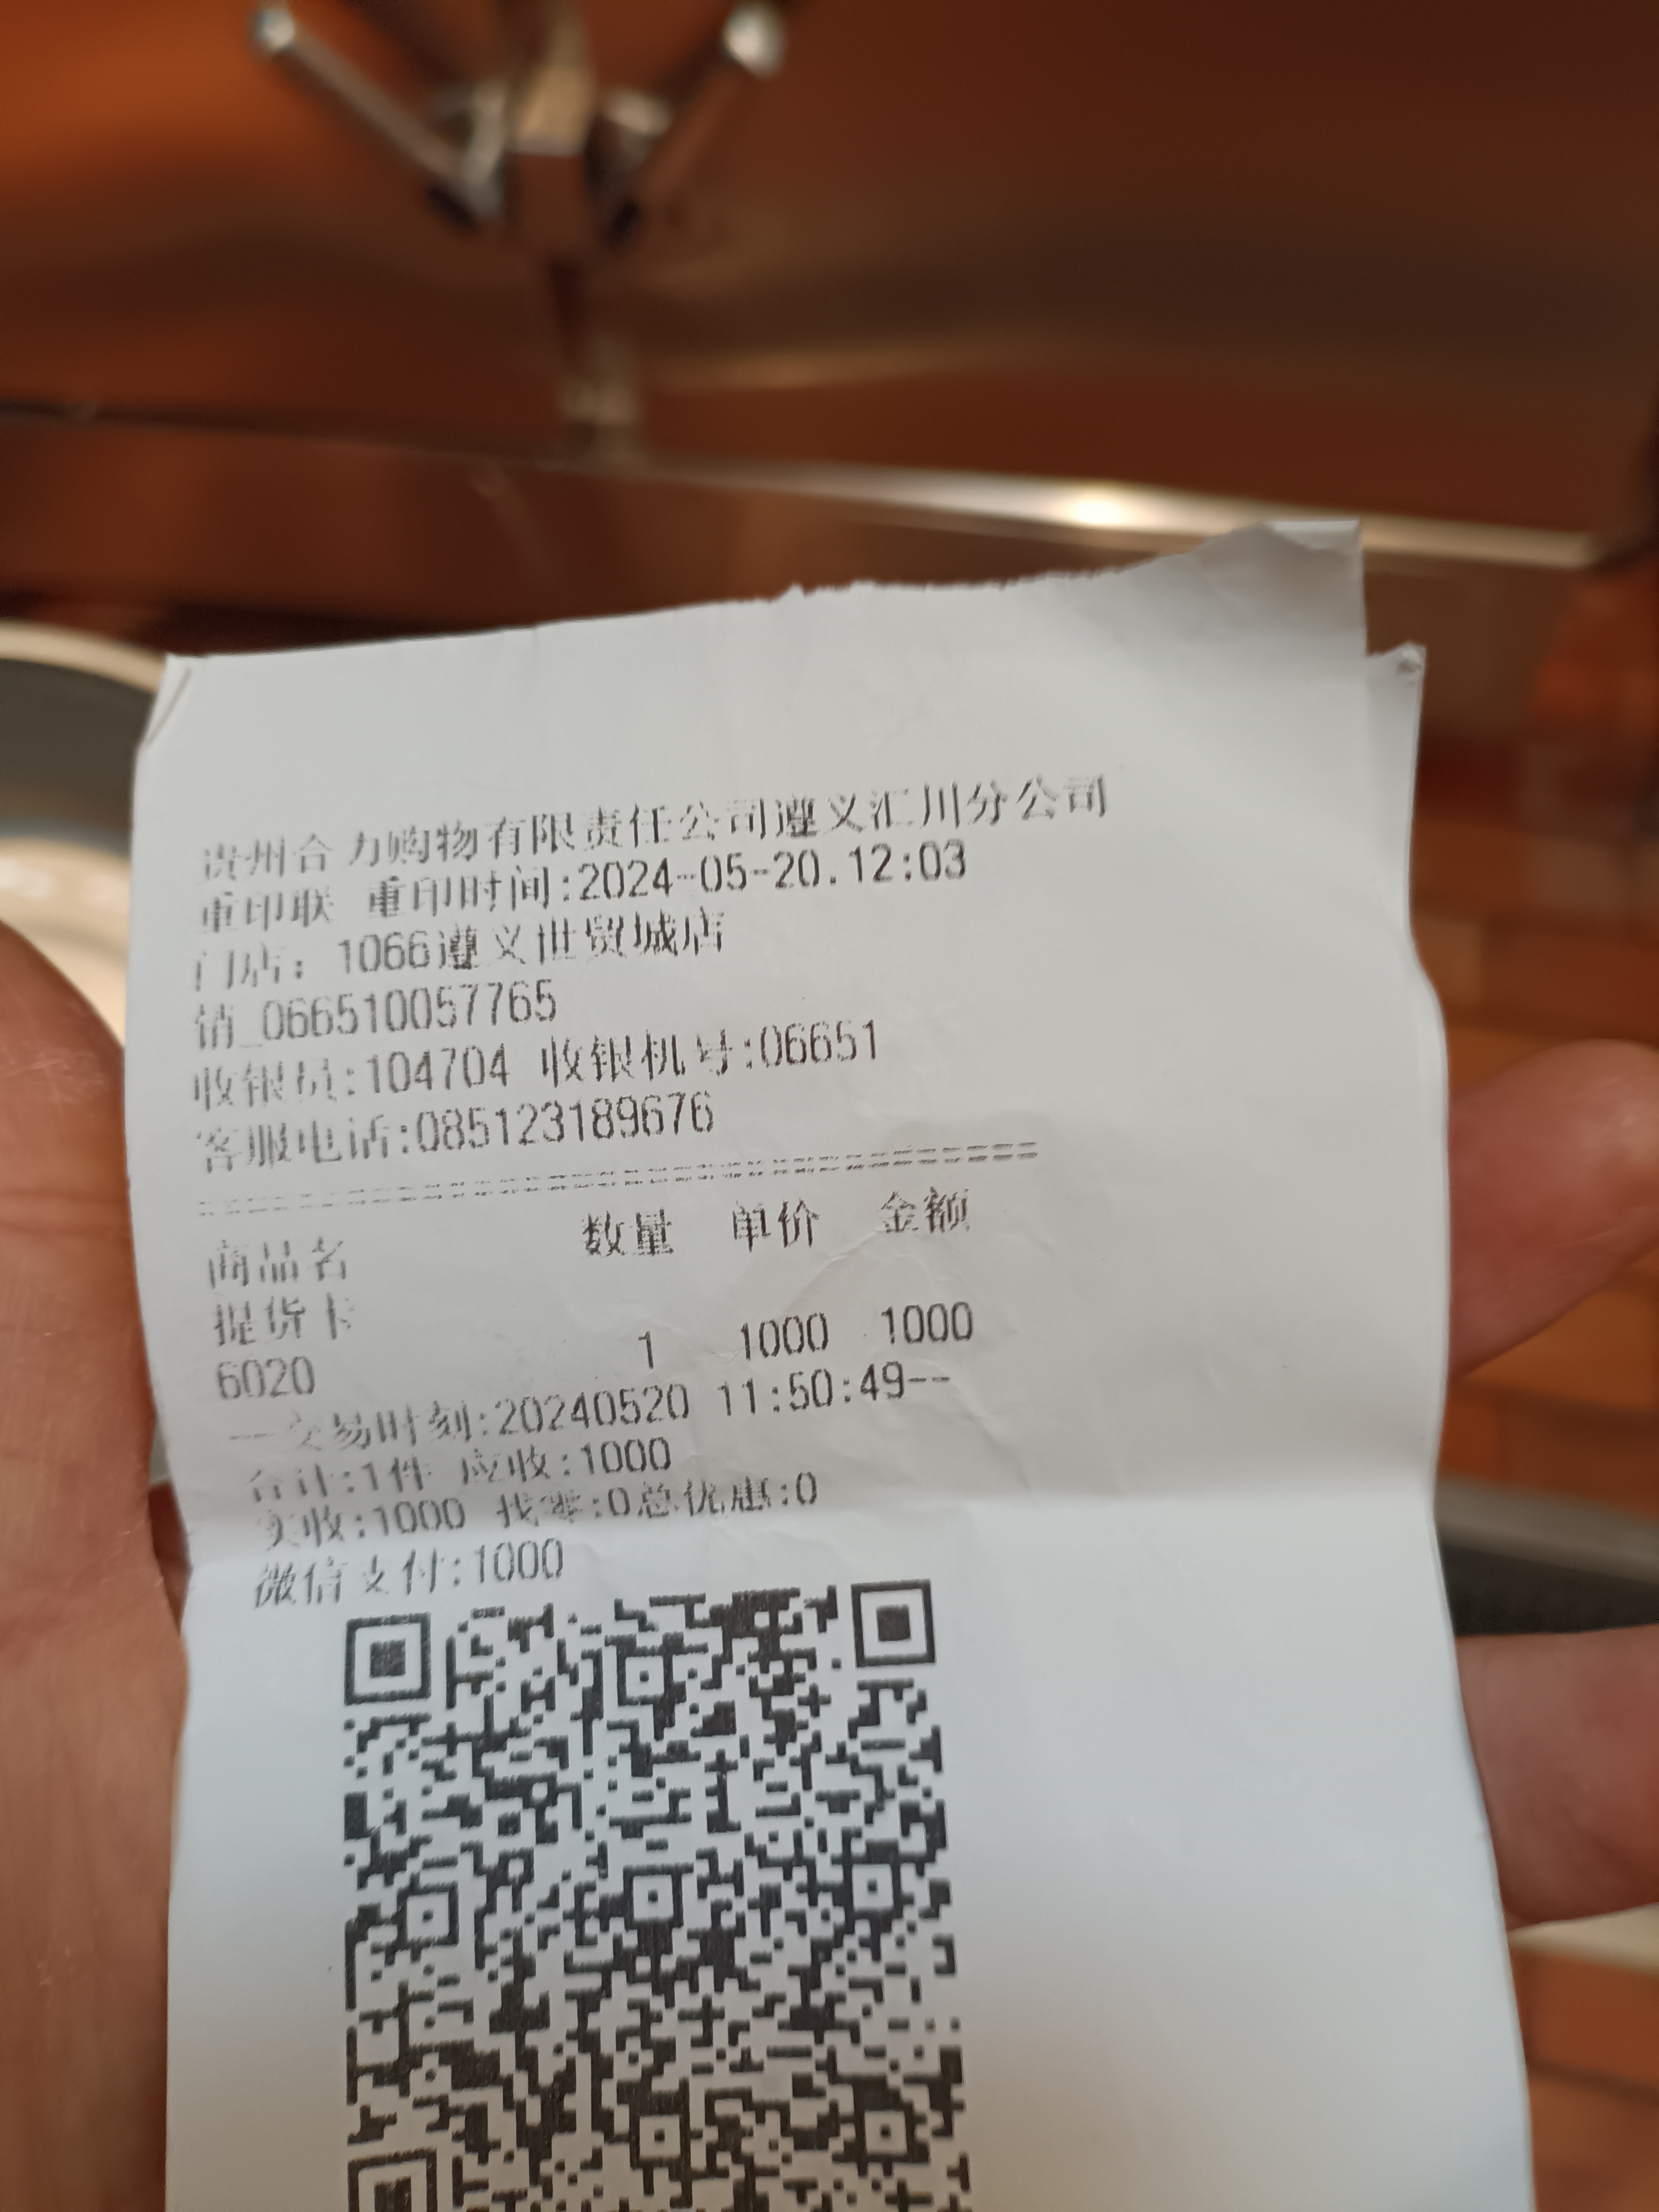 贵州合力购物有限责任公司遵义汇川分公司
重印联 重印时间:2024-05-20.12:03
门店: 1066遵义世贸城店
销_066510057765
收银员:104704 收银机号:06651
客服电话:085123189676
================================
商品名 数量 单价 金额
提货卡
6020 1 1000 1000
--交易时刻:20240520 11:50:49--
合计:1件 应收:1000
实收:1000 找零:0总优惠:0
微信支付:1000